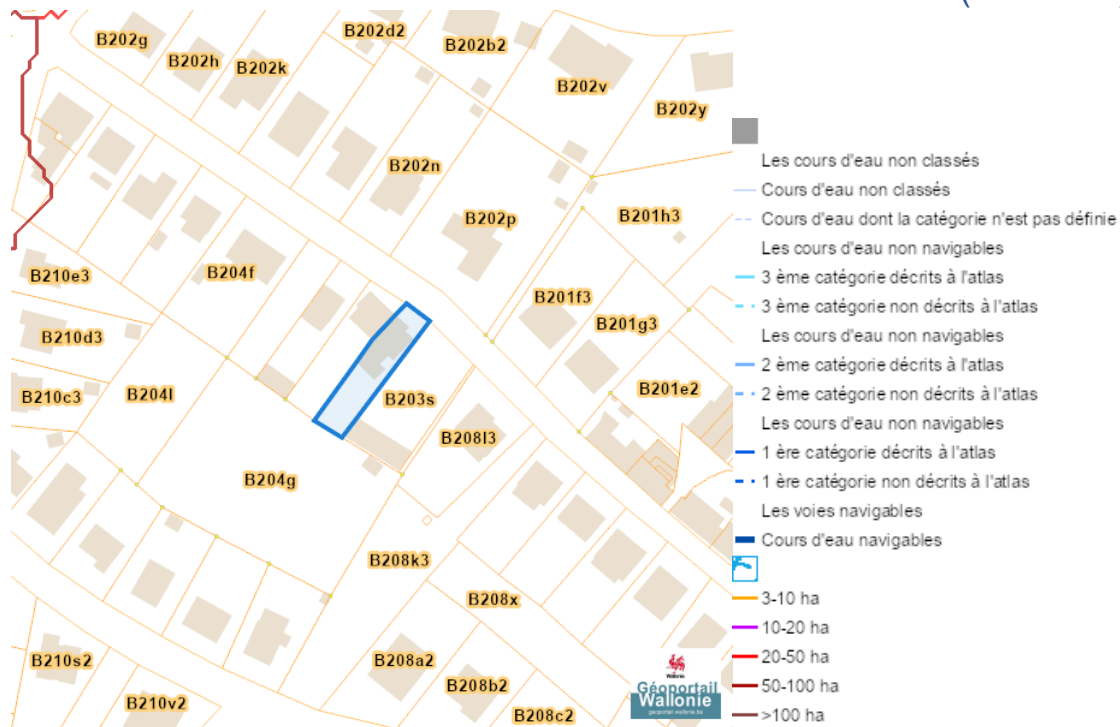 B202g
B202h
B202k
B202d2
B202b2
B202v
B202y
B202n
B202p
B201h3
B210e3
B204f
B201f3
B201g3
B210d3
B210c3
B204l
B203s
B201e2
B208l3
B204g
B208k3
B208x
B210s2
B210v2
B208a2
B208b2
B208c2
Wallonie
Géoportail
Wallonie
geoportail.wallonie.be
Les cours d'eau non classés
Cours d'eau non classés
Cours d'eau dont la catégorie n'est pas définie
Les cours d'eau non navigables
3 ème catégorie décrits à l'atlas
3 ème catégorie non décrits à l'atlas
Les cours d'eau non navigables
2 ème catégorie décrits à l'atlas
2 ème catégorie non décrits à l'atlas
Les cours d'eau non navigables
1 ère catégorie décrits à l'atlas
1 ère catégorie non décrits à l'atlas
Les voies navigables
Cours d'eau navigables
3-10 ha
10-20 ha
20-50 ha
50-100 ha
>100 ha